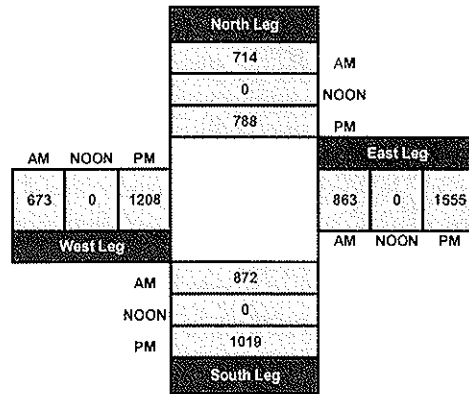 North Leg
714 AM
0 NOON
788 PM
AM NOON PM
East Leg
673 0 1208
863 0 1555
West Leg
AM NOON PM
AM 872
NOON 0
PM 1019
South Leg